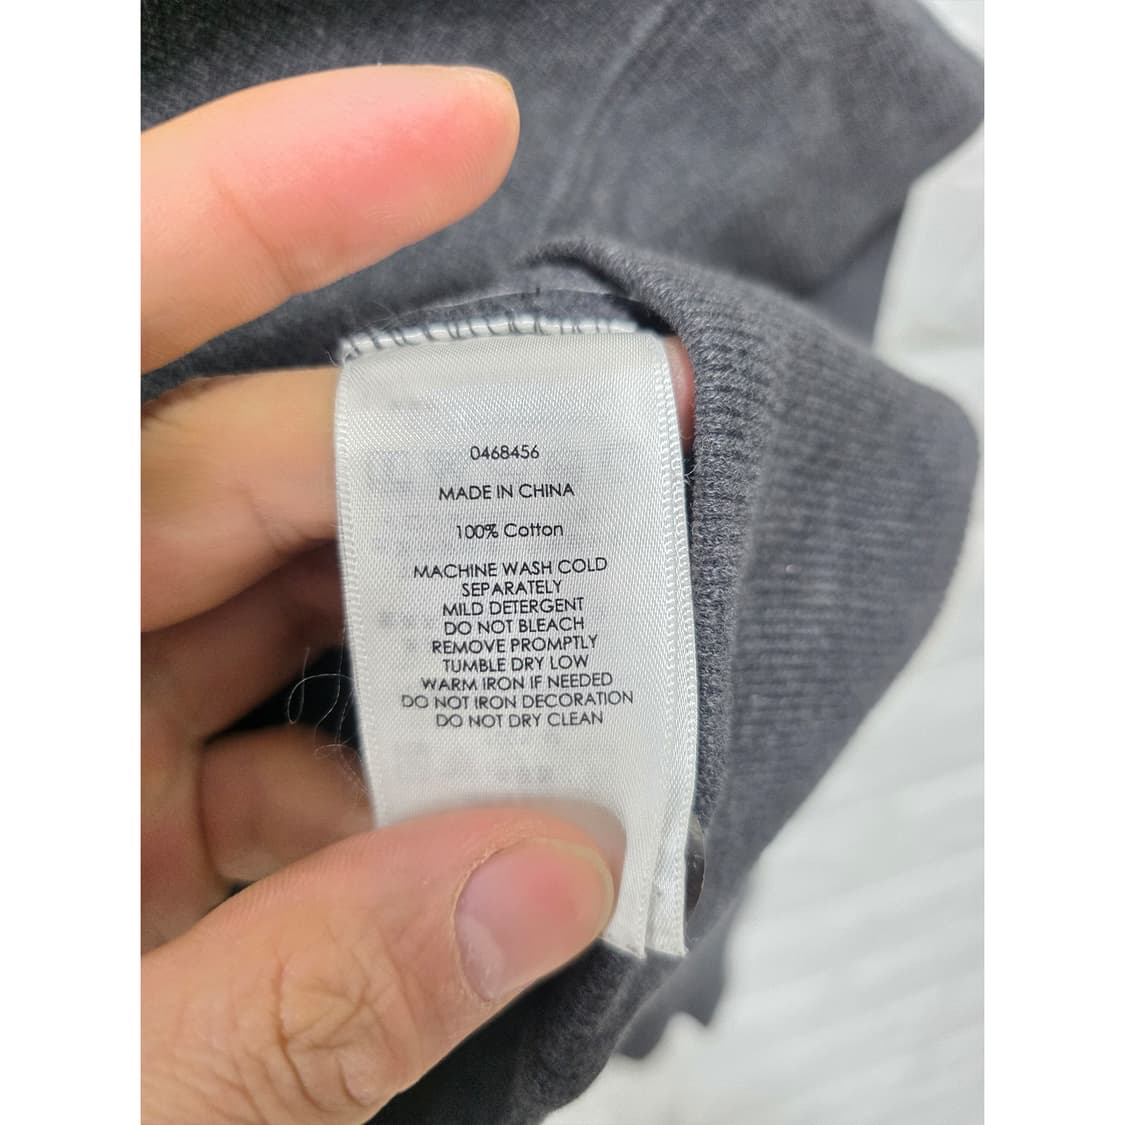 0468456
MADE IN CHINA
100% Cotton
MACHINE WASH COLD
SEPARATELY
MILD DETERGENT
DO NOT BLEACH
REMOVE PROMPTLY
TUMBLE DRY LOW
WARM IRON IF NEEDED
DO NOT IRON DECORATION
DO NOT DRY CLEAN